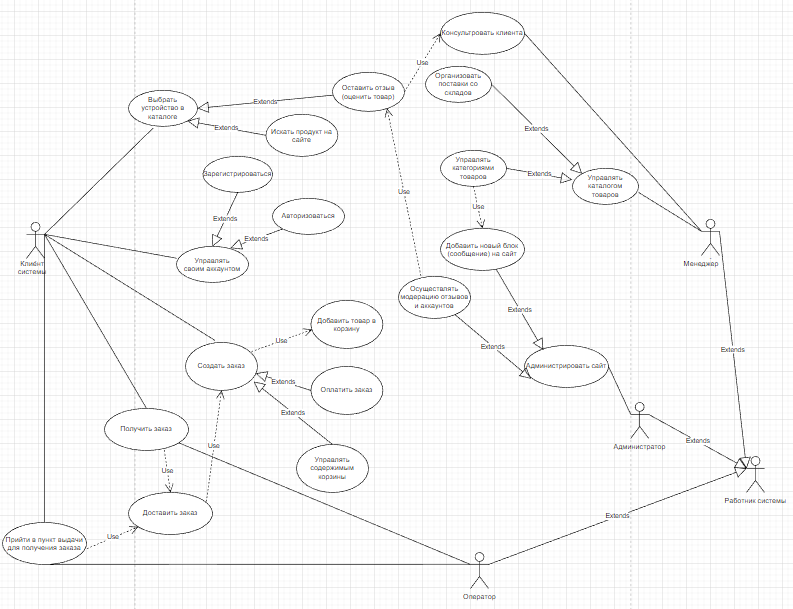 Консультровать клиента
Use
Организовать
поставки со
складов
Оставить отзыв
(оценить товар)
Выбрать
устройство в
каталоге
Extends
Extends
Искать продукт на
сайте
Extends
Зарегистрироваться
Управлять
категориями
товаров
Extends
Управлять
каталогом
товаров
Use
Use
Авторизоваться
Extends
Extends
Добавить новый блок
(сообщение) на сайт
Клиент
системы
Управлять
своим аккаунтом
Менеджер
Осуществлять
модерацию отзывов
и аккаунтов
Extends
Добавить товар в
корзину
Use
Extends
Extends
Создать заказ
Администрировать сайт
Extends
Оплатить заказ
Extends
Получить заказ
Use
Администратор
Extends
Управлять
содержимым
корзины
Use
Работник системы
Доставить заказ
Extends
Use
Прийти в пункт выдачи
для получения заказа
Оператор